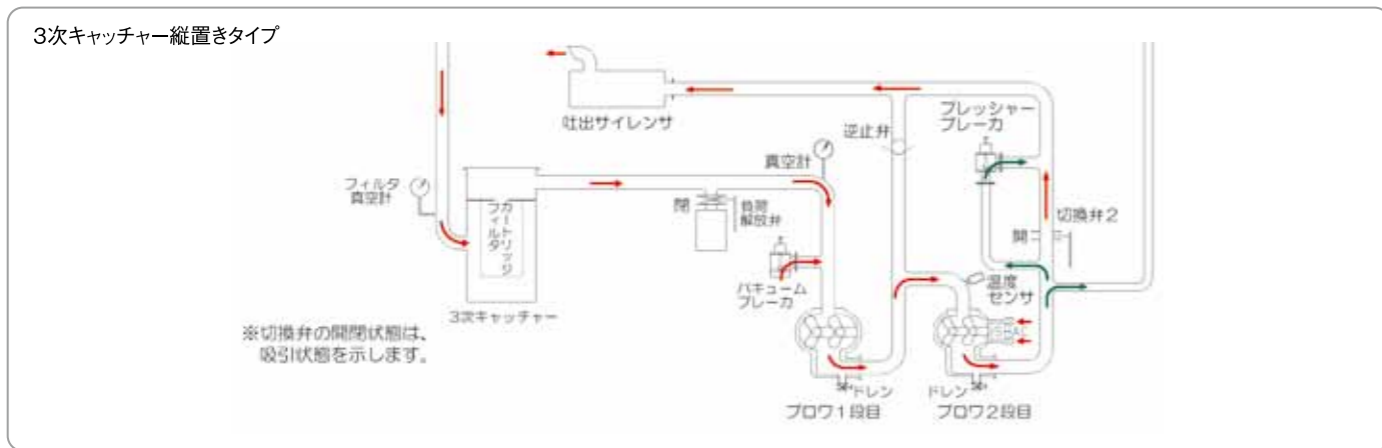 3次キャッチャー縦置きタイプ
吐出サイレンサ
逆止弁
プレッシャー
ブレーカ
真空計
フィルタ
真空計
カートリッジ
フィルタ
閉
負荷
解放弁
切換弁2
開
バキューム
ブレーカ
温度
センサ
3次キャッチャー
※切換弁の開閉状態は、
吸引状態を示します。
ドレン
ドレン
ブロワ1段目
ブロワ2段目